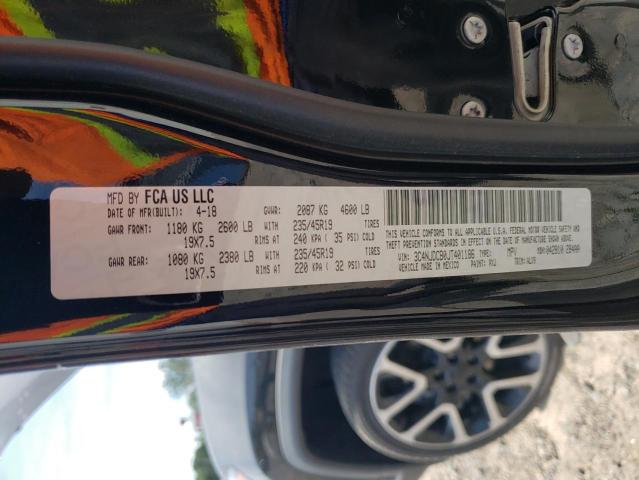 MFD BY FCA US LLC
DATE OF MFR(BUILT): 4-18 GVWR: 2087 KG 4600 LB
GAWR FRONT: 1180 KG 2600 LB WITH 235/45R19 TIRES
19X7.5 RIMS AT 240 KPA ( 35 PSI) COLD
GAWR REAR: 1080 KG 2380 LB WITH 235/45R19 TIRES
19X7.5 RIMS AT 220 KPA ( 32 PSI) COLD
THIS VEHICLE CONFORMS TO ALL APPLICABLE U.S.A. FEDERAL MOTOR VEHICLE SAFETY AND
THEFT PREVENTION STANDARDS IN EFFECT ON THE DATE OF MANUFACTURE SHOWN ABOVE.
VIN: 3C4NJDCB0JT401186 TYPE: MPV MDH:
VEHICLE MADE IN MEXICO PAINT: PXJ TRIM: